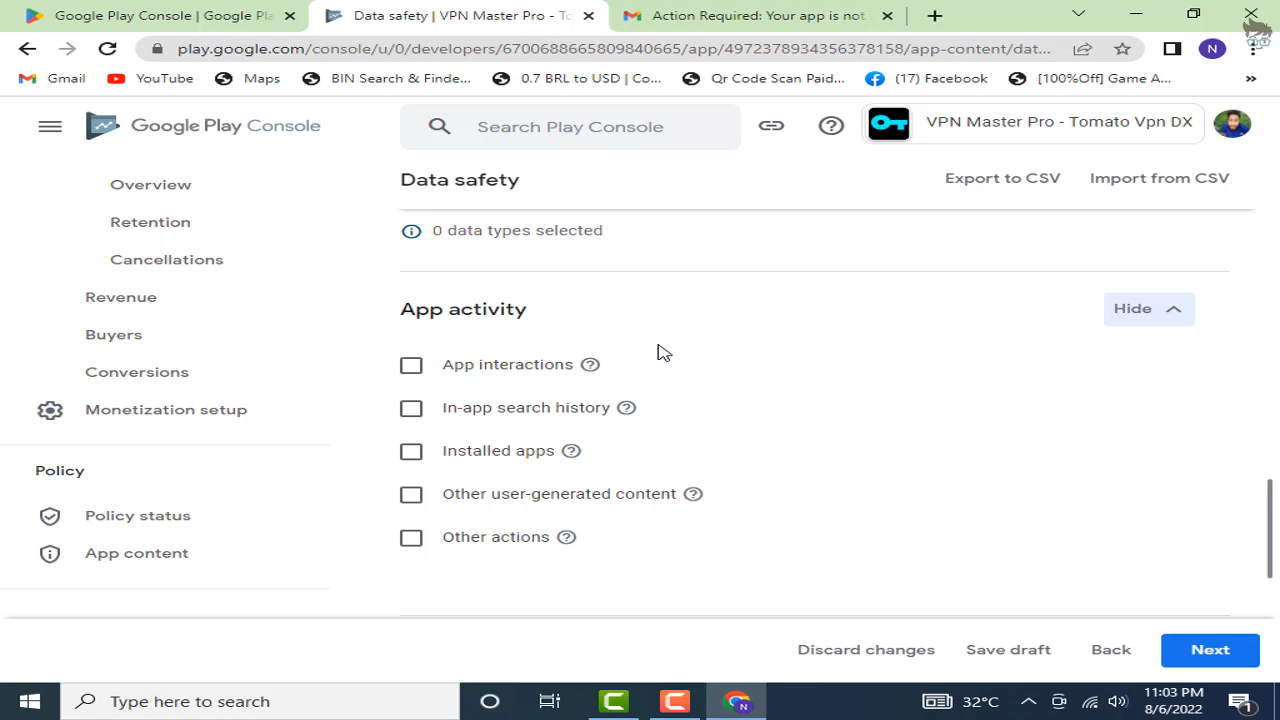 Google Play Console | Google Pla
Data safety | VPN Master Pro - To
Action Required: Your app is not
play.google.com/console/u/0/developers/6700688665809840665/app/4972378934356378158/app-content/dat...
N
Gmail
YouTube
Maps
BIN Search & Finde...
0.7 BRL to USD | Co...
Qr Code Scan Paid...
(17) Facebook
[100%Off] Game A...
»
Google Play Console
Search Play Console
VPN Master Pro - Tomato Vpn DX
Overview
Retention
Cancellations
Revenue
Buyers
Conversions
Monetization setup
Policy
Policy status
App content
Data safety
Export to CSV
Import from CSV
0 data types selected
App activity
Hide
App interactions
In-app search history
Installed apps
Other user-generated content
Other actions
Discard changes
Save draft
Back
Next
Type here to search
32°C
11:03 PM
8/6/2022
1